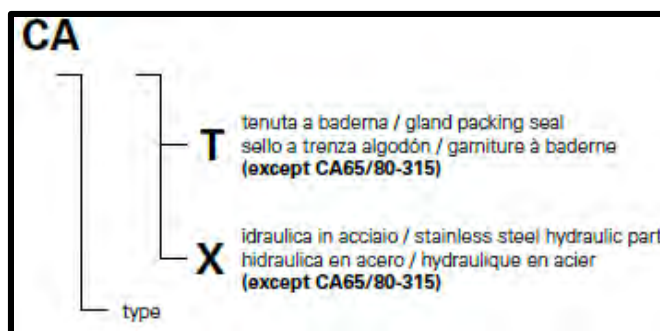 CA
T
tenuta a baderna / gland packing seal
sello a trenza algodón / garniture à baderne
(except CA65/80-315)
X
idraulica in acciaio / stainless steel hydraulic part
hidraulica en acero / hydraulique en acier
(except CA65/80-315)
type